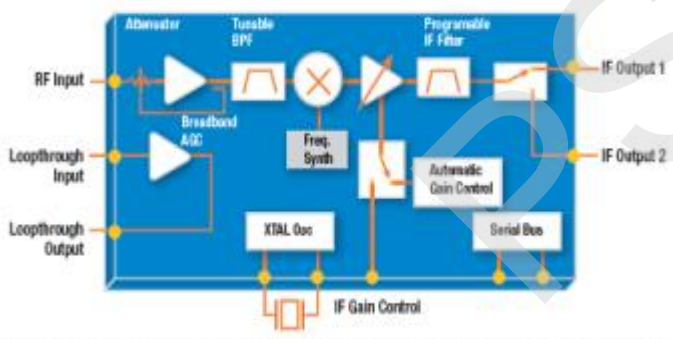 Attenuator
Tunable
BPF
Programable
IF Filter
RF Input
IF Output 1
Broadband
AGC
Freq.
Synth
Loopthrough
Input
Automatic
Gain Control
IF Output 2
Loopthrough
Output
XTAL Osc
Serial Bus
IF Gain Control